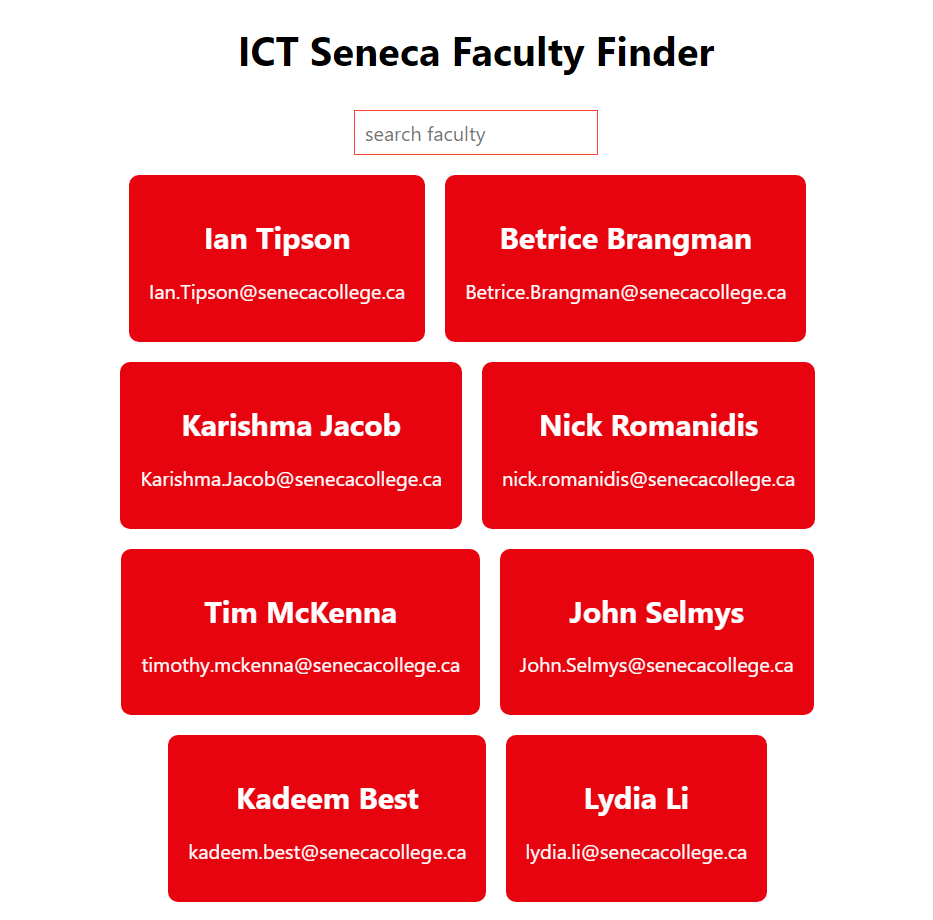 ICT Seneca Faculty Finder
search faculty
Ian Tipson
Ian.Tipson@senecacollege.ca
Betrice Brangman
Betrice.Brangman@senecacollege.ca
Karishma Jacob
Karishma.Jacob@senecacollege.ca
Nick Romanidis
nick.romanidis@senecacollege.ca
Tim McKenna
timothy.mckenna@senecacollege.ca
John Selmys
John.Selmys@senecacollege.ca
Kadeem Best
kadeem.best@senecacollege.ca
Lydia Li
lydia.li@senecacollege.ca